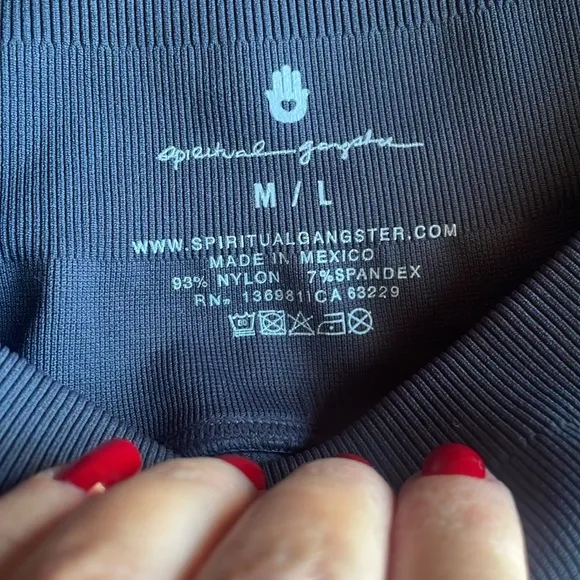 spiritual gangster
M / L
WWW.SPIRITUALGANGSTER.COM
MADE IN MEXICO
93% NYLON 7%SPANDEX
RN° 136981 CA 63229